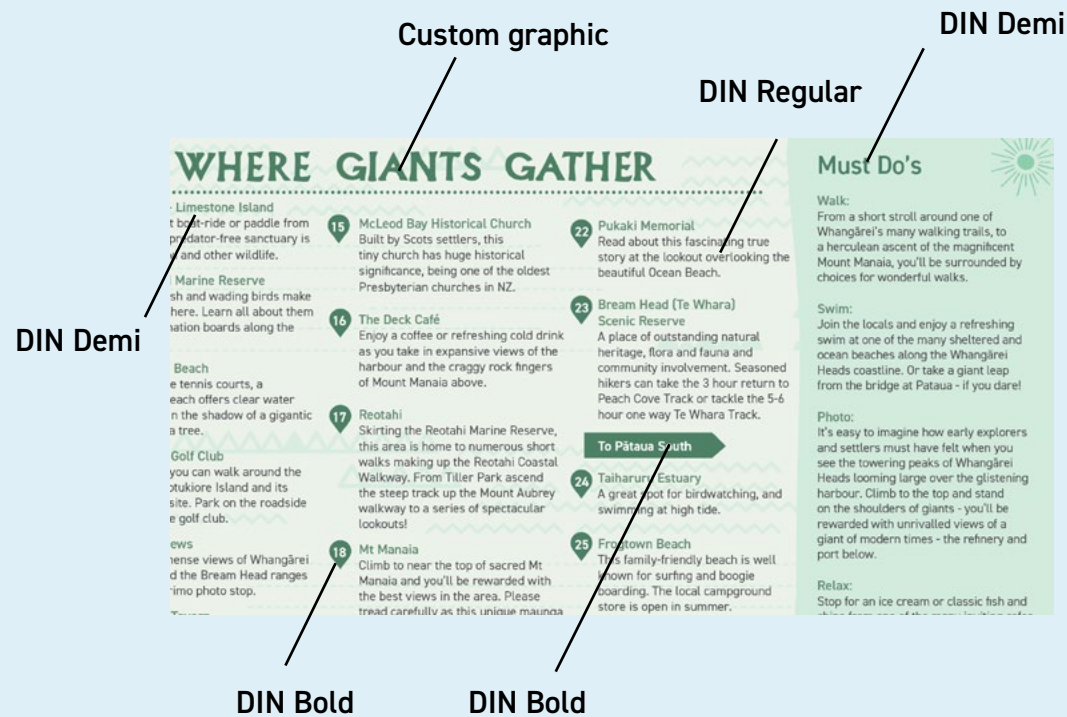 Custom graphic
DIN Demi
DIN Regular
WHERE GIANTS GATHER
- Limestone Island
boat-ride or paddle from
predator-free sanctuary is
and other wildlife.
Marine Reserve
sh and wading birds make
here. Learn all about them
nation boards along the
Beach
e tennis courts, a
each offers clear water
n the shadow of a gigantic
a tree.
Golf Club
you can walk around the
otukiore Island and its
site. Park on the roadside
e golf club.
ews
nense views of Whangārei
d the Bream Head ranges
rimo photo stop.
15 McLeod Bay Historical Church
Built by Scots settlers, this
tiny church has huge historical
significance, being one of the oldest
Presbyterian churches in NZ.
16 The Deck Café
Enjoy a coffee or refreshing cold drink
as you take in expansive views of the
harbour and the craggy rock fingers
of Mount Manaia above.
17 Reotahi
Skirting the Reotahi Marine Reserve,
this area is home to numerous short
walks making up the Reotahi Coastal
Walkway. From Tiller Park ascend
the steep track up the Mount Aubrey
walkway to a series of spectacular
lookouts!
18 Mt Manaia
Climb to near the top of sacred Mt
Manaia and you'll be rewarded with
the best views in the area. Please
tread carefully as this unique maunga
22 Pukaki Memorial
Read about this fascinating true
story at the lookout overlooking the
beautiful Ocean Beach.
23 Bream Head (Te Whara)
Scenic Reserve
A place of outstanding natural
heritage, flora and fauna and
community involvement. Seasoned
hikers can take the 3 hour return to
Peach Cove Track or tackle the 5-6
hour one way Te Whara Track.
To Pātaua South
24 Taiharuru Estuary
A great spot for birdwatching, and
swimming at high tide.
25 Frogtown Beach
This family-friendly beach is well
known for surfing and boogie
boarding. The local campground
store is open in summer.
Must Do's
Walk:
From a short stroll around one of
Whangārei's many walking trails, to
a herculean ascent of the magnificent
Mount Manaia, you'll be surrounded by
choices for wonderful walks.
Swim:
Join the locals and enjoy a refreshing
swim at one of the many sheltered and
ocean beaches along the Whangārei
Heads coastline. Or take a giant leap
from the bridge at Pataua - if you dare!
Photo:
It's easy to imagine how early explorers
and settlers must have felt when you
see the towering peaks of Whangārei
Heads looming large over the glistening
harbour. Climb to the top and stand
on the shoulders of giants - you'll be
rewarded with unrivalled views of a
giant of modern times - the refinery and
port below.
Relax:
Stop for an ice cream or classic fish and
DIN Demi
DIN Bold
DIN Bold